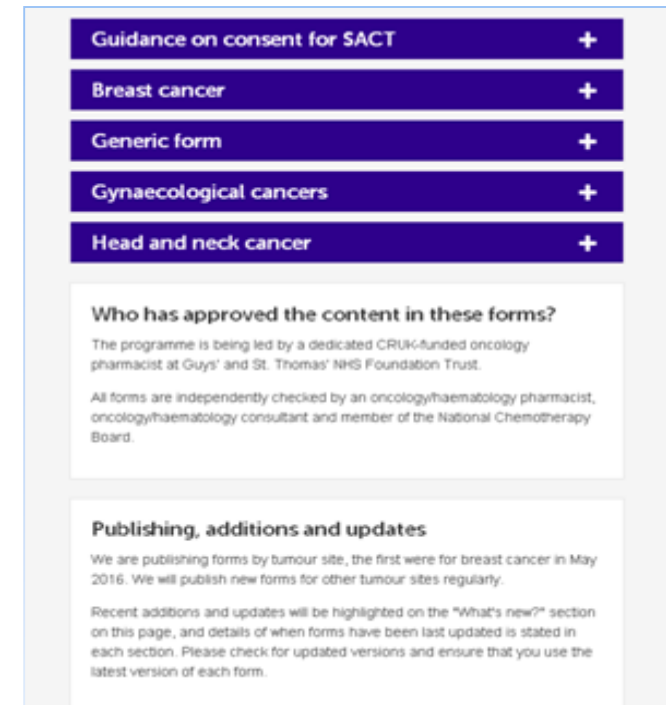 Guidance on consent for SACT +
Breast cancer +
Generic form +
Gynaecological cancers +
Head and neck cancer +
Who has approved the content in these forms?
The programme is being led by a dedicated CRUK-funded oncology
pharmacist at Guys' and St. Thomas' NHS Foundation Trust.
All forms are independently checked by an oncology/haematology pharmacist,
oncology/haematology consultant and member of the National Chemotherapy
Board.
Publishing, additions and updates
We are publishing forms by tumour site, the first were for breast cancer in May
2016. We will publish new forms for other tumour sites regularly.
Recent additions and updates will be highlighted on the "What's new?" section
on this page, and details of when forms have been last updated is stated in
each section. Please check for updated versions and ensure that you use the
latest version of each form.